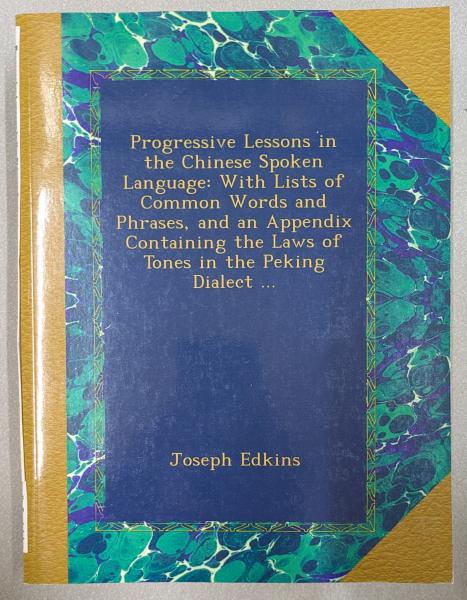 Progressive Lessons in
the Chinese Spoken
Language: With Lists of
Common Words and
Phrases, and an Appendix
Containing the Laws of
Tones in the Peking
Dialect ...
Joseph Edkins